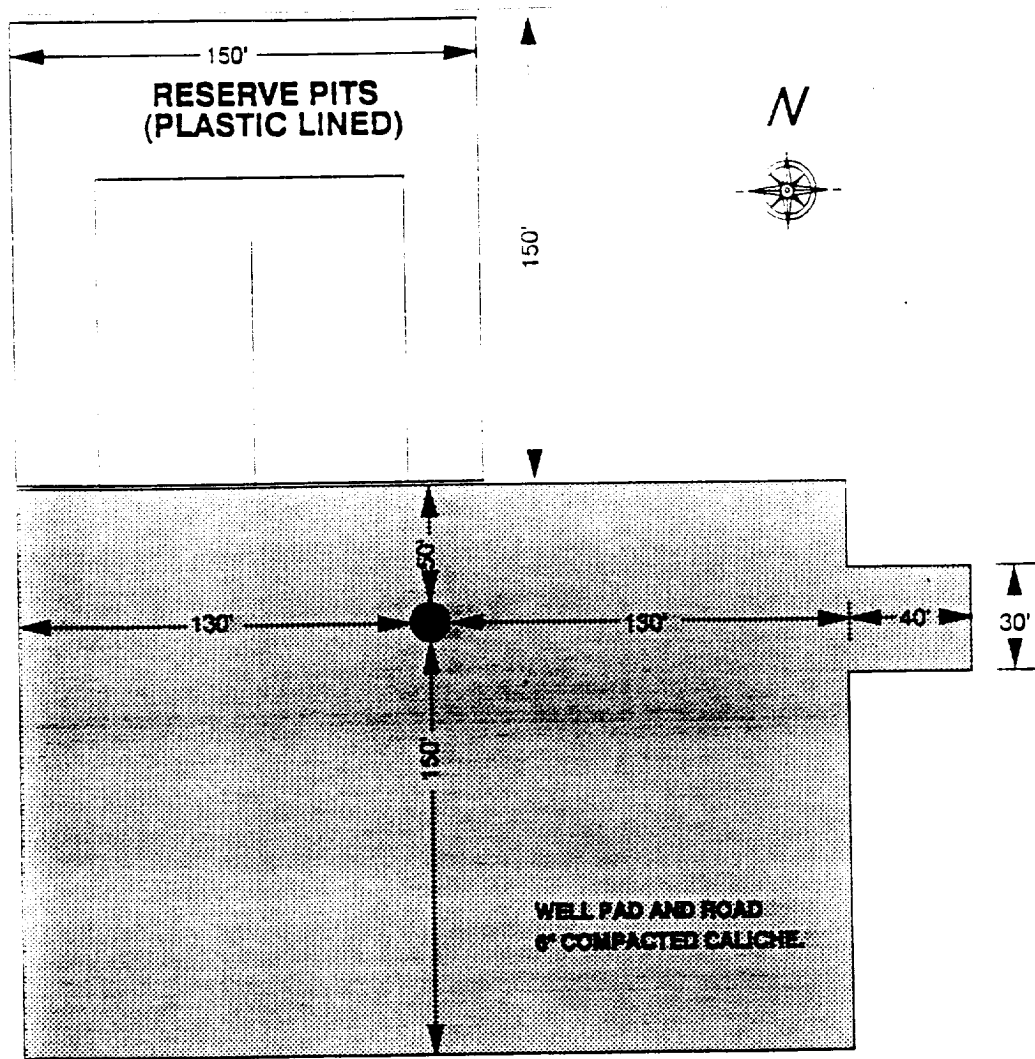 150'
RESERVE PITS
(PLASTIC LINED)
N
150'
50'
130'
130'
40'
30'
150'
WELL PAD AND ROAD
6" COMPACTED CALICHE.